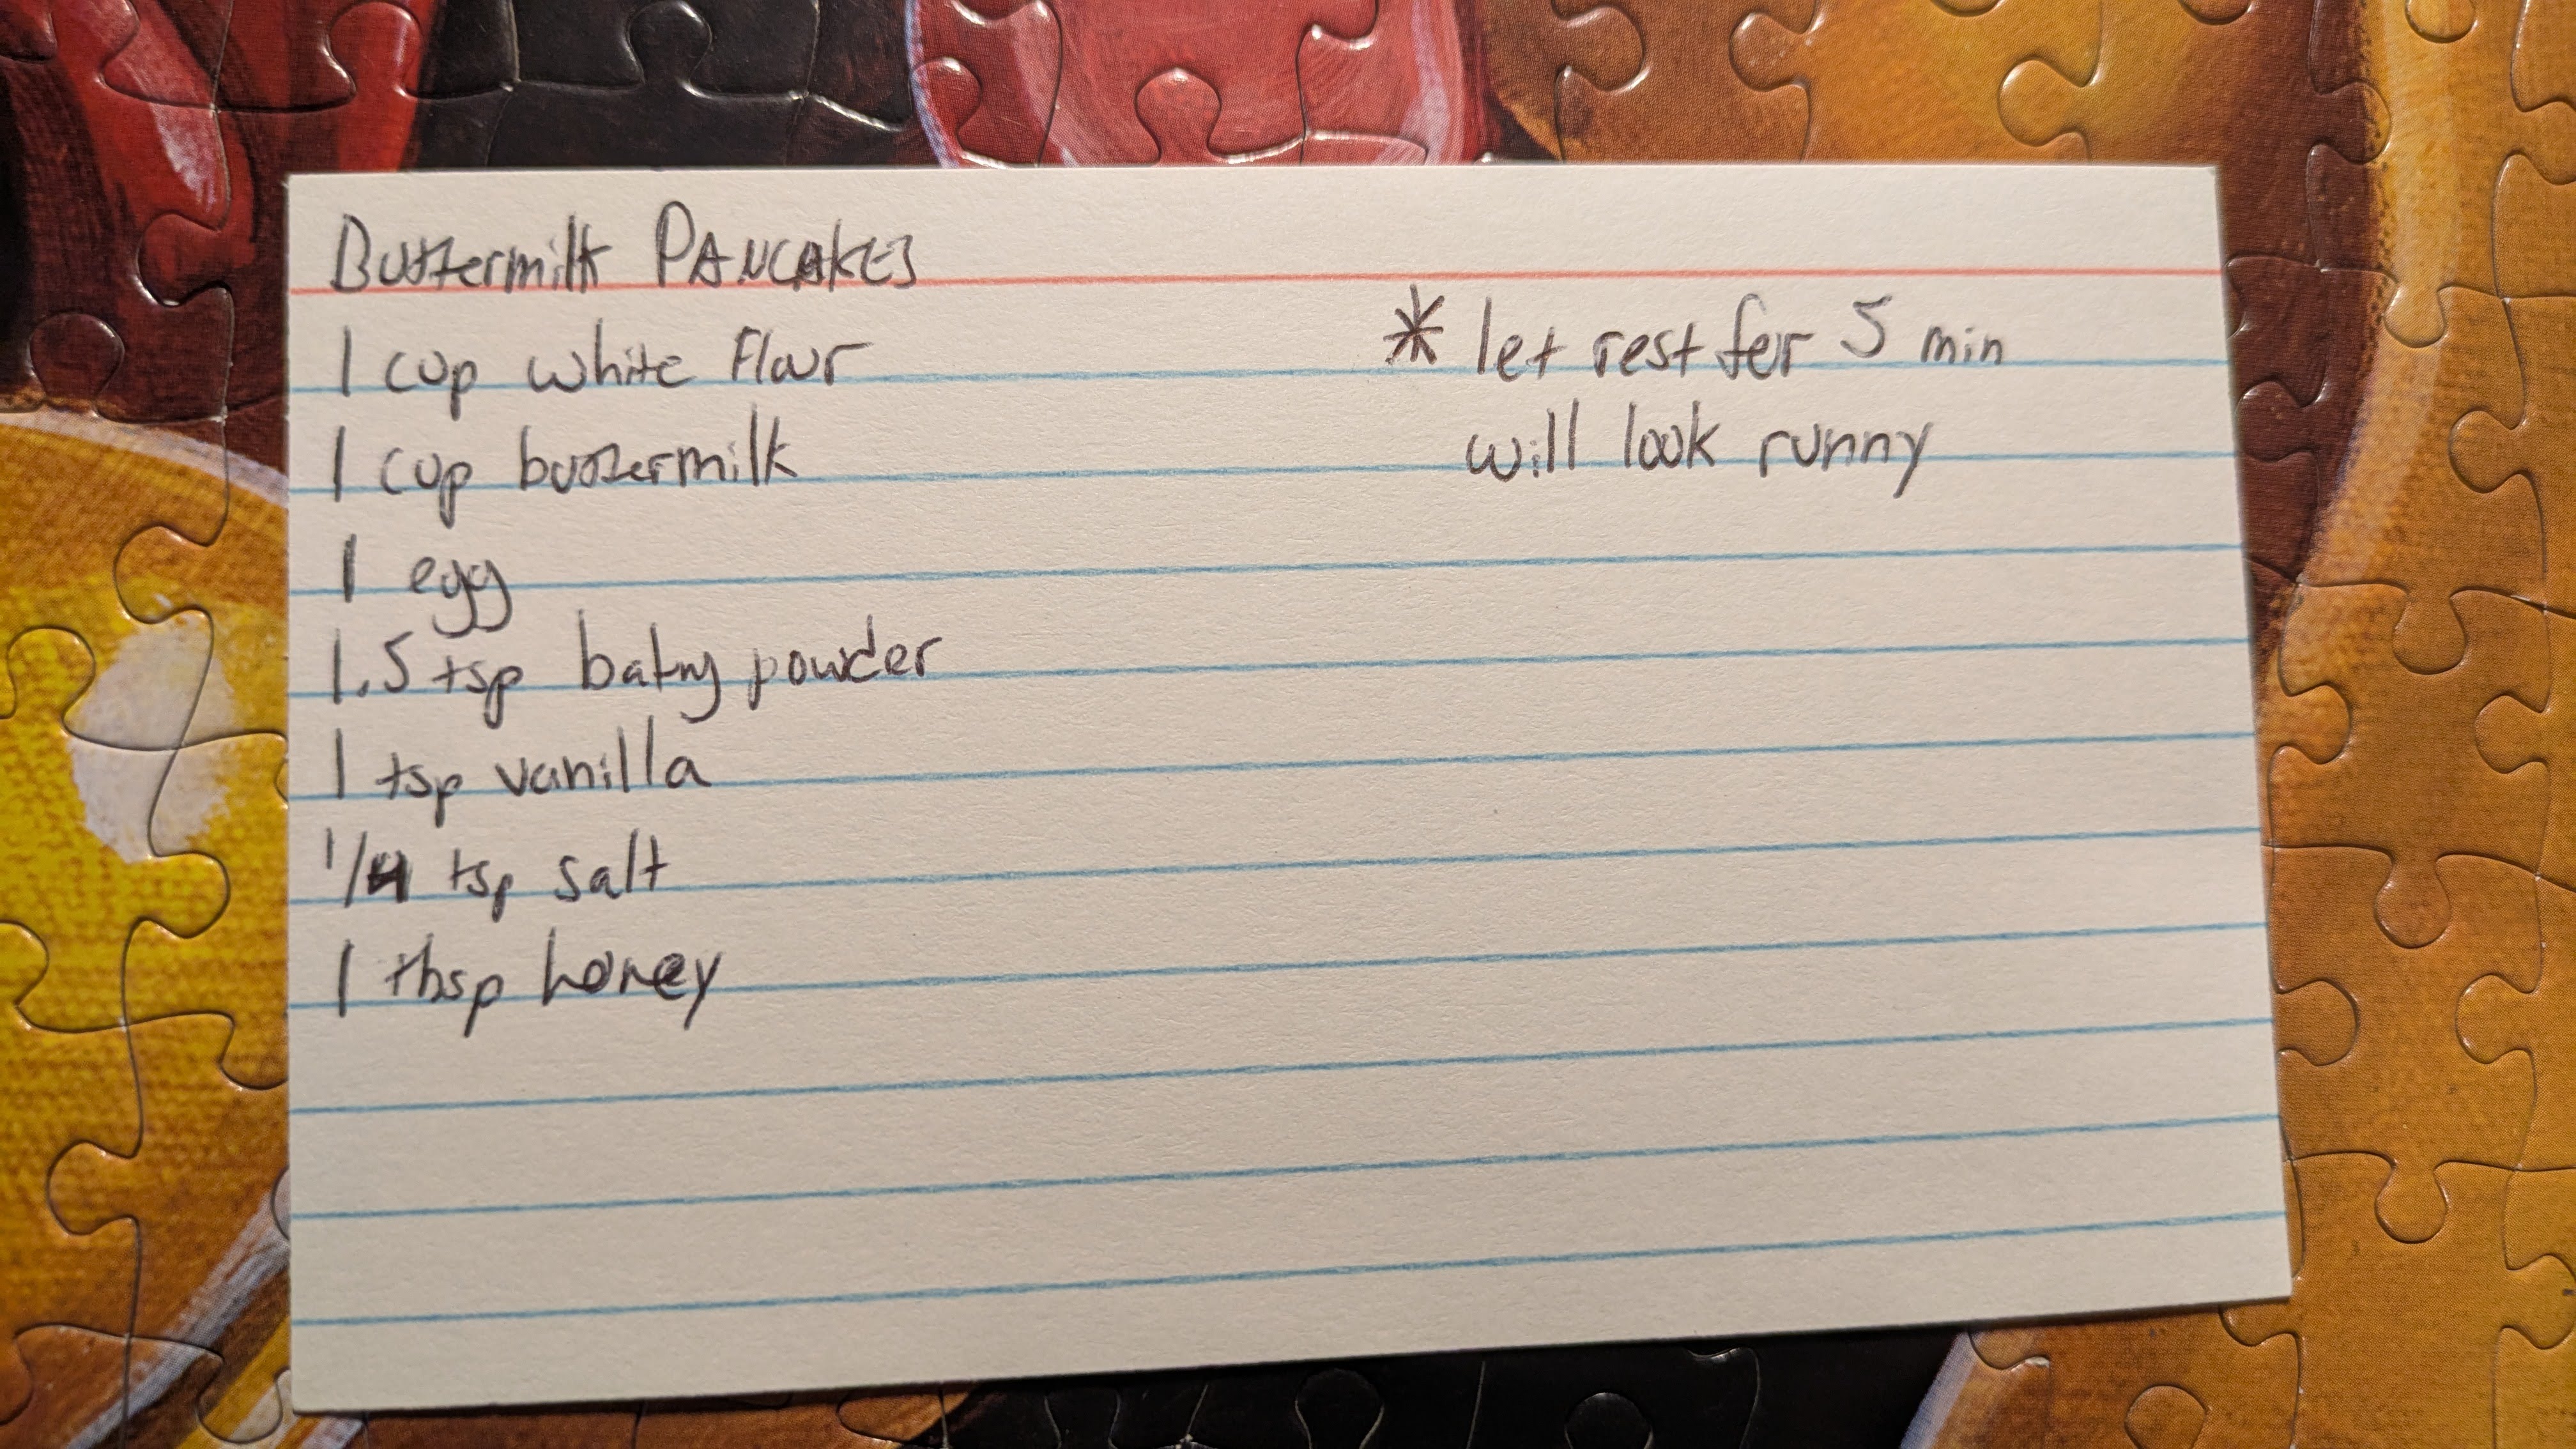 Buttermilk PANCAKES
1 cup white Flour
1 cup buttermilk
1 egg
1.5 tsp baking powder
1 tsp vanilla
1/4 tsp salt
1 tbsp honey
* let rest for 5 min
will look runny